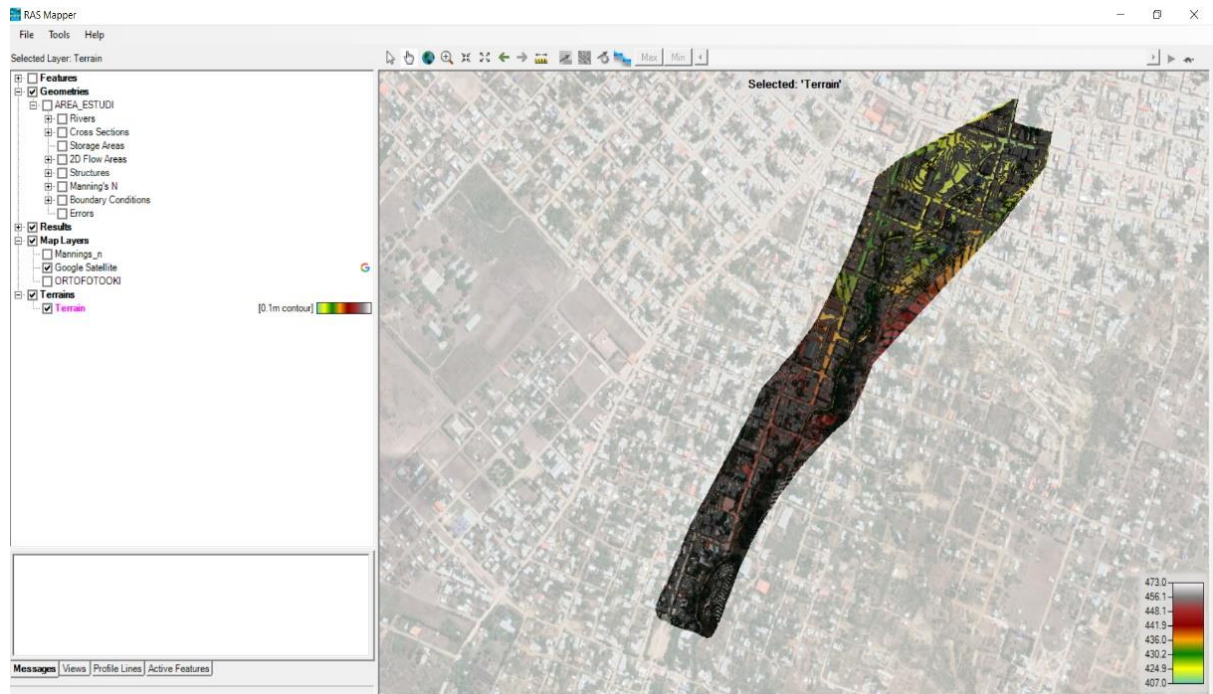 RAS Mapper
File Tools Help
Selected Layer: Terrain
Max Min
Features
Geometries
AREA_ESTUDI
Rivers
Cross Sections
Storage Areas
2D Flow Areas
Structures
Manning's N
Boundary Conditions
Errors
Results
Map Layers
Mannings_n
Google Satellite
ORTOFOTOOKI
Terrains
Terrain [0.1m contour]
Selected: 'Terrain'
473.0
456.1
448.1
441.9
436.0
430.2
424.9
407.0
Messages Views Profile Lines Active Features